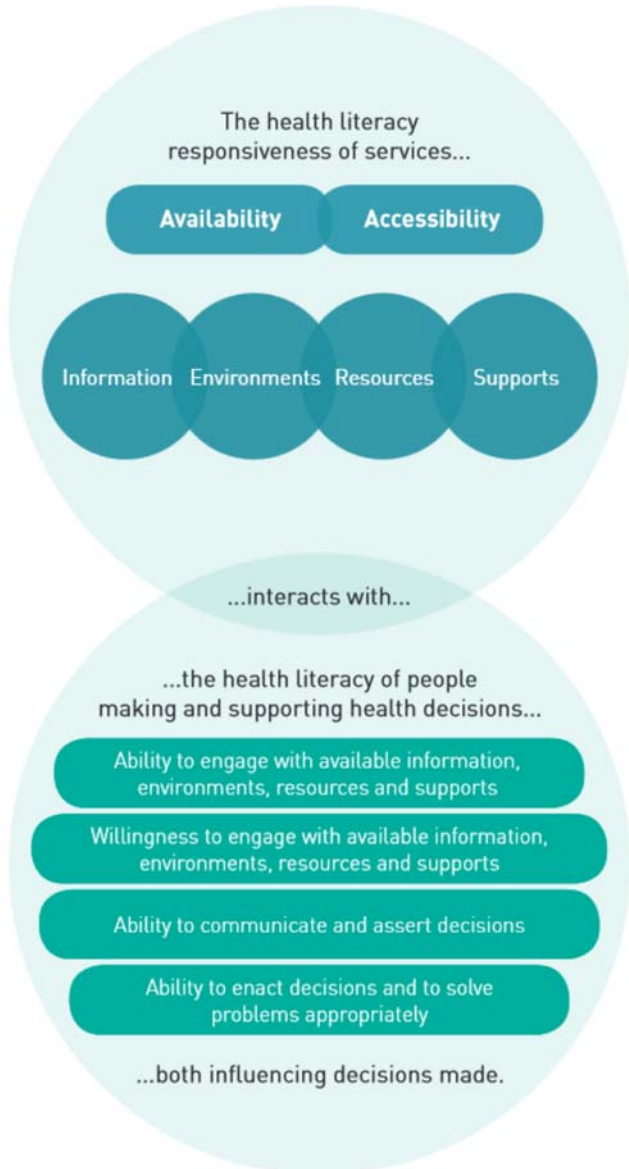 The health literacy
responsiveness of services...
Availability Accessibility
Information Environments Resources Supports
...interacts with...
...the health literacy of people
making and supporting health decisions...
Ability to engage with available information,
environments, resources and supports
Willingness to engage with available information,
environments, resources and supports
Ability to communicate and assert decisions
Ability to enact decisions and to solve
problems appropriately
...both influencing decisions made.